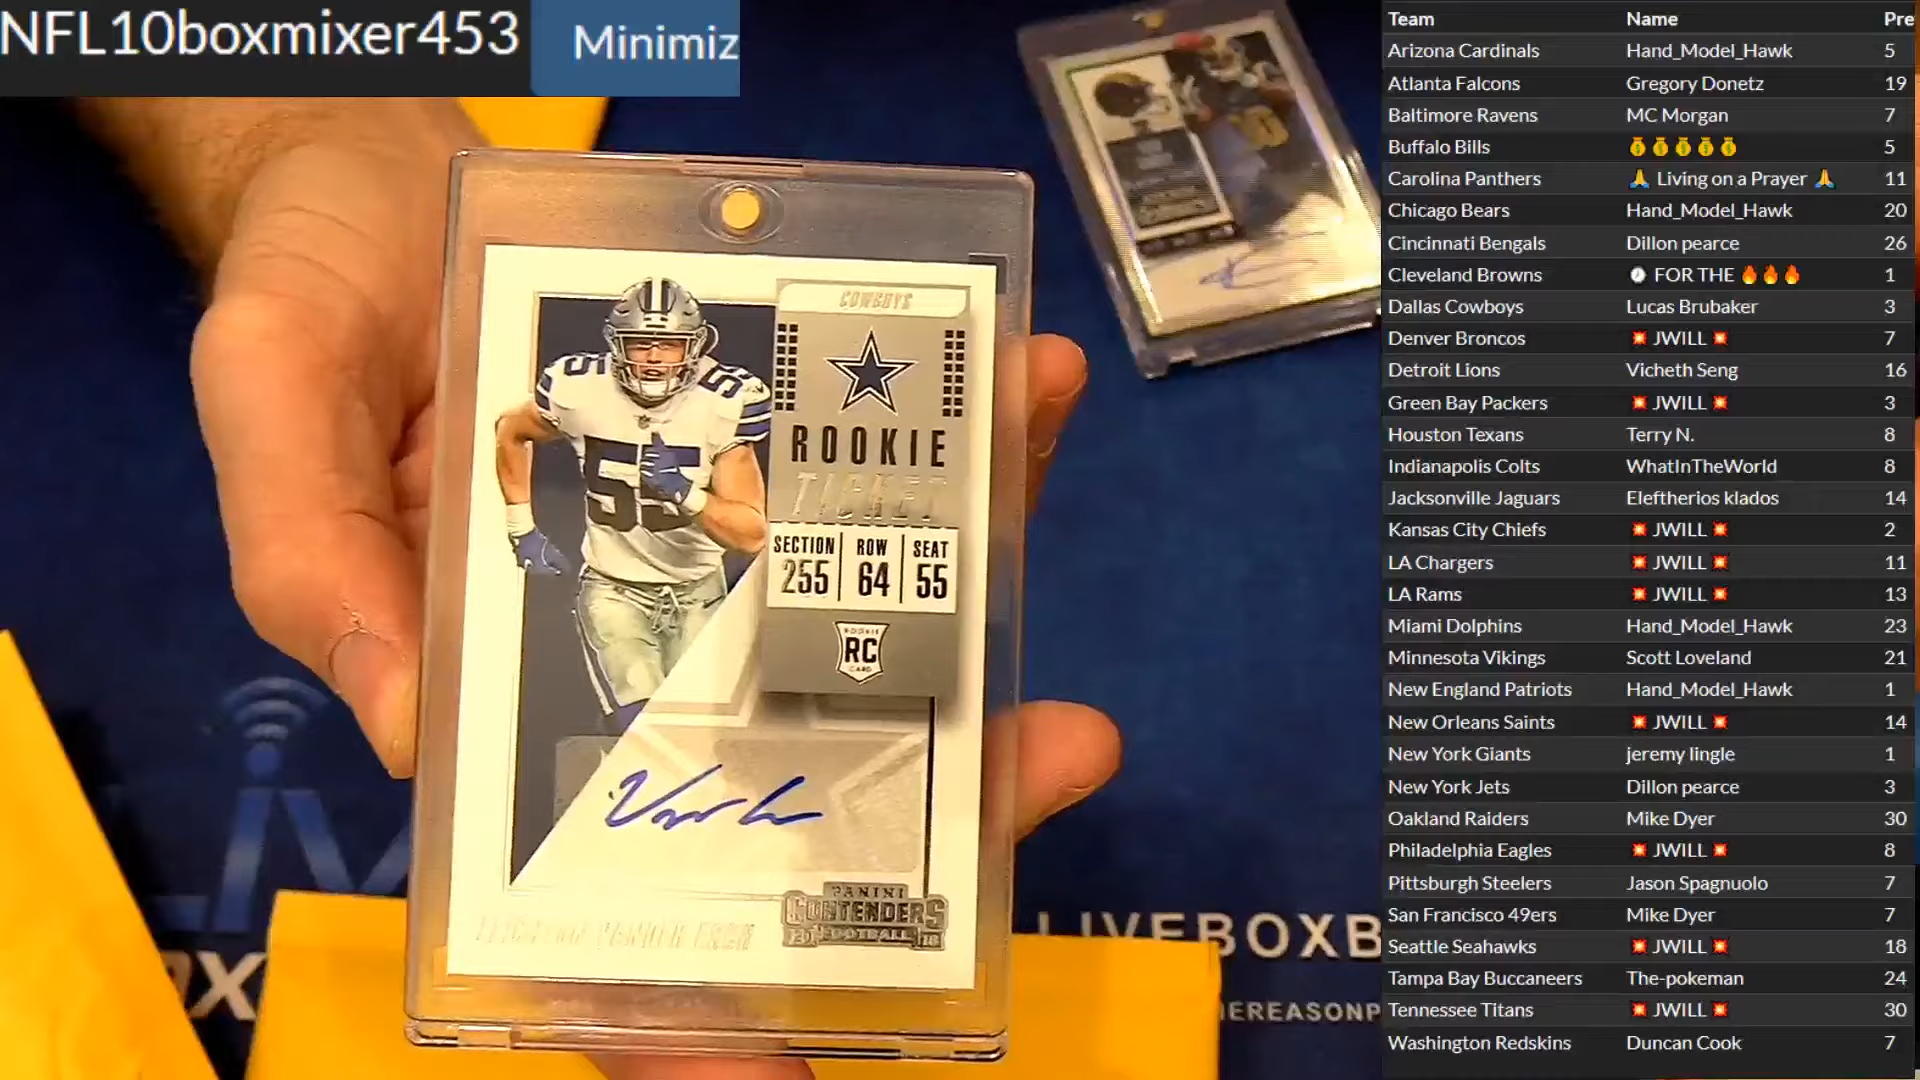 NFL10boxmixer453
Minimiz
COWBOYS
55
ROOKIE
TICKET
SECTION ROW SEAT
255 64 55
ROOKIE
RC
CARD
PANINI
CONTENDERS
FOOTBALL
LIVEBOXB
HEREASONP
Team Name Pre
Arizona Cardinals Hand_Model_Hawk 5
Atlanta Falcons Gregory Donetz 19
Baltimore Ravens MC Morgan 7
Buffalo Bills 💰💰💰💰💰 5
Carolina Panthers 🙏 Living on a Prayer 🙏 11
Chicago Bears Hand_Model_Hawk 20
Cincinnati Bengals Dillon pearce 26
Cleveland Browns 🕗 FOR THE 🔥🔥🔥 1
Dallas Cowboys Lucas Brubaker 3
Denver Broncos 💥 JWILL 💥 7
Detroit Lions Vicheth Seng 16
Green Bay Packers 💥 JWILL 💥 3
Houston Texans Terry N. 8
Indianapolis Colts WhatInTheWorld 8
Jacksonville Jaguars Eleftherios klados 14
Kansas City Chiefs 💥 JWILL 💥 2
LA Chargers 💥 JWILL 💥 11
LA Rams 💥 JWILL 💥 13
Miami Dolphins Hand_Model_Hawk 23
Minnesota Vikings Scott Loveland 21
New England Patriots Hand_Model_Hawk 1
New Orleans Saints 💥 JWILL 💥 14
New York Giants jeremy lingle 1
New York Jets Dillon pearce 3
Oakland Raiders Mike Dyer 30
Philadelphia Eagles 💥 JWILL 💥 8
Pittsburgh Steelers Jason Spagnuolo 7
San Francisco 49ers Mike Dyer 7
Seattle Seahawks 💥 JWILL 💥 18
Tampa Bay Buccaneers The-pokeman 24
Tennessee Titans 💥 JWILL 💥 30
Washington Redskins Duncan Cook 7